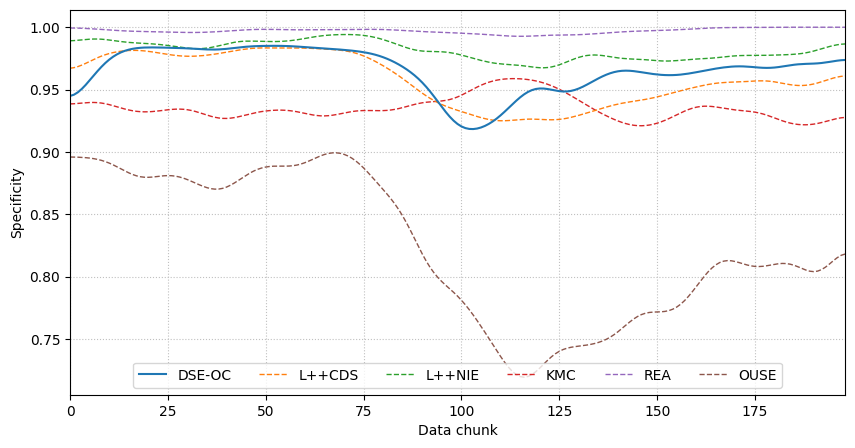 1.00
0.95
0.90
0.85
0.80
0.75
Specificity
DSE-OC L++CDS L++NIE KMC REA OUSE
0 25 50 75 100 125 150 175
Data chunk